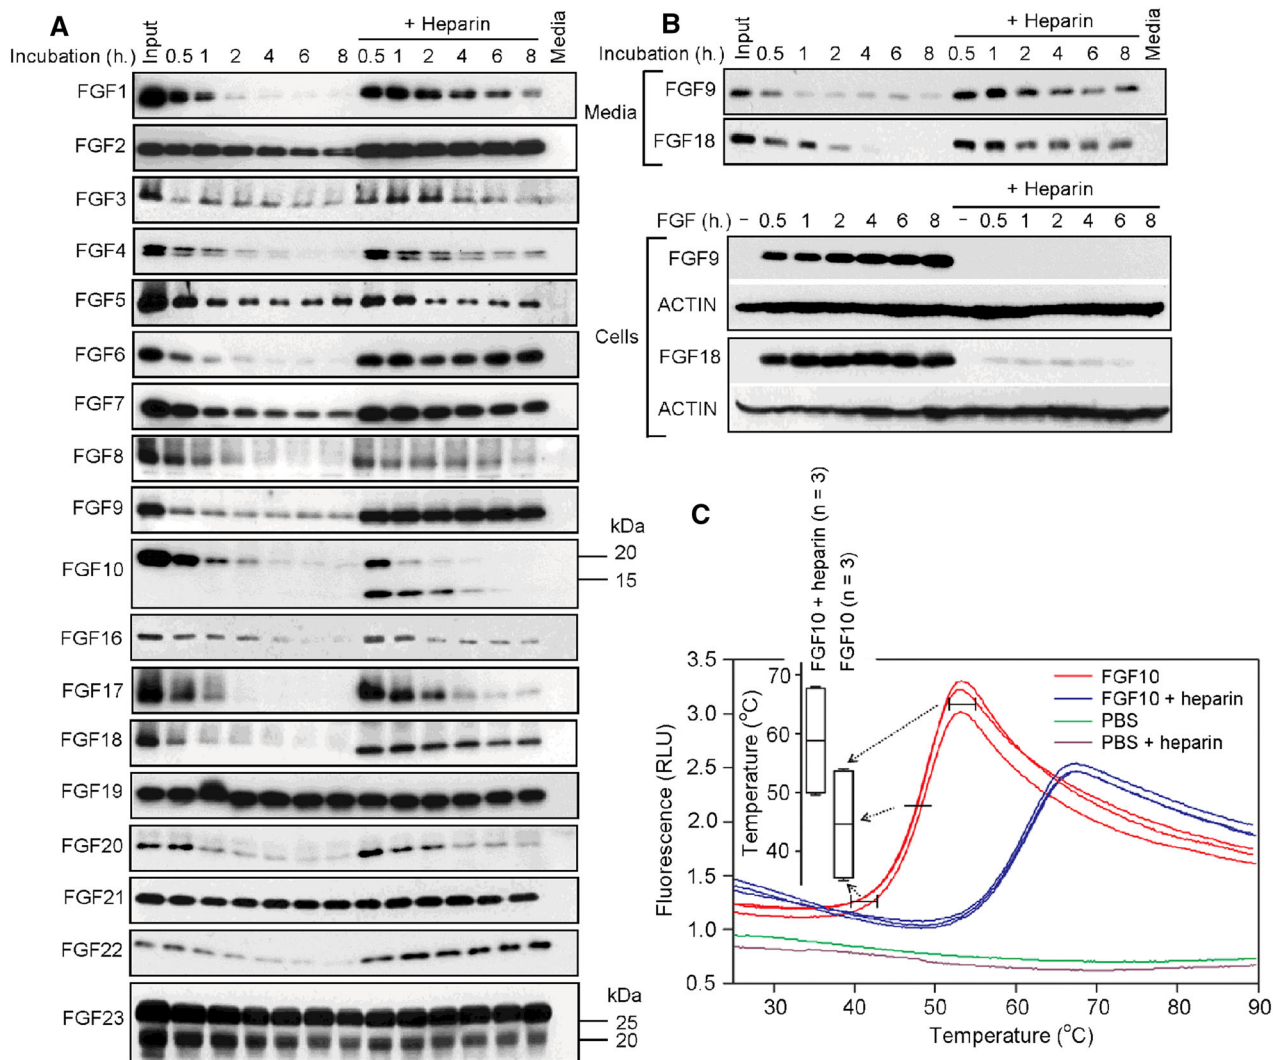 A
+ Heparin
Input
Media
Incubation (h.) 0.5 1 2 4 6 8 0.5 1 2 4 6 8
FGF1
FGF2
FGF3
FGF4
FGF5
FGF6
FGF7
FGF8
FGF9
kDa
20
FGF10
15
FGF16
FGF17
FGF18
FGF19
FGF20
FGF21
FGF22
kDa
FGF23
25
20
B
+ Heparin
Input
Media
Incubation (h.) 0.5 1 2 4 6 8 0.5 1 2 4 6 8
FGF9
Media
FGF18
+ Heparin
FGF (h.) – 0.5 1 2 4 6 8 – 0.5 1 2 4 6 8
FGF9
ACTIN
Cells
FGF18
ACTIN
C
FGF10 + heparin (n = 3)
FGF10 (n = 3)
Temperature (°C)
70
60
50
40
FGF10
FGF10 + heparin
PBS
PBS + heparin
Fluorescence (RLU)
3.5
3.0
2.5
2.0
1.5
1.0
0.5
30 40 50 60 70 80 90
Temperature (°C)